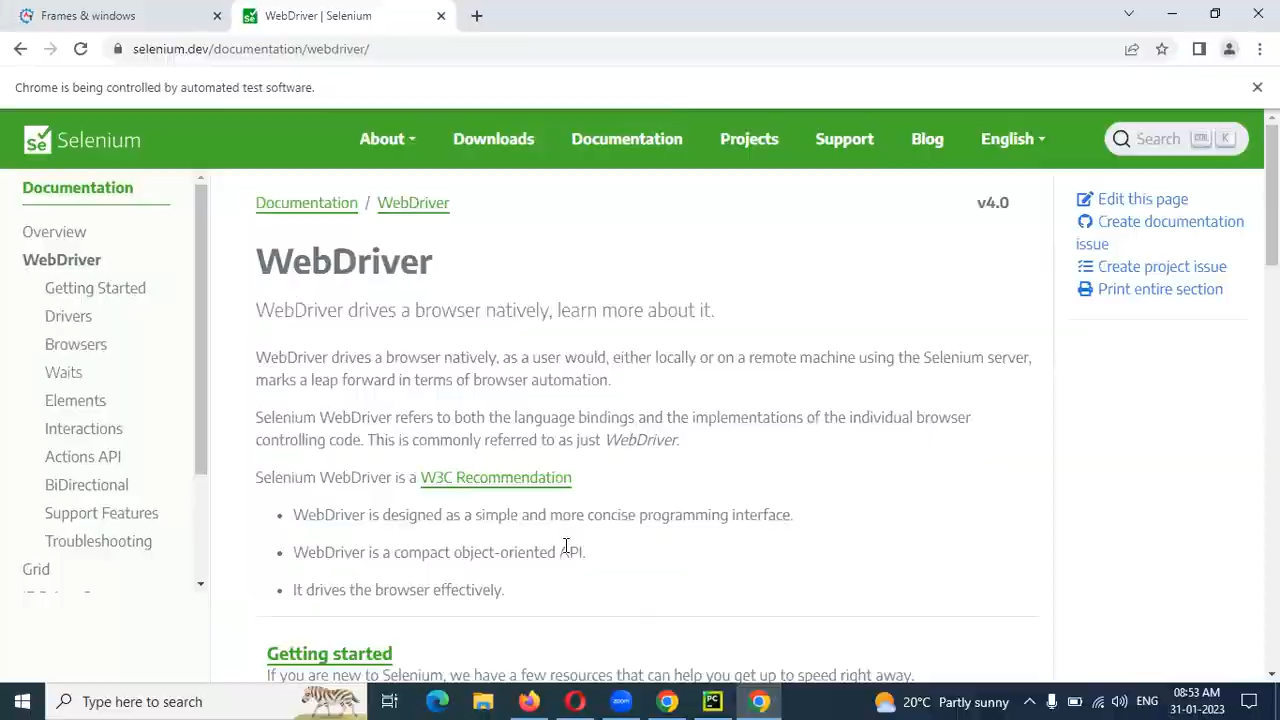 Frames & windows
WebDriver | Selenium
selenium.dev/documentation/webdriver/
Chrome is being controlled by automated test software.
Se Selenium
About
Downloads
Documentation
Projects
Support
Blog
English
Search CTRL K
Documentation
Overview
WebDriver
Getting Started
Drivers
Browsers
Waits
Elements
Interactions
Actions API
BiDirectional
Support Features
Troubleshooting
Grid
Documentation / WebDriver
v4.0
WebDriver
WebDriver drives a browser natively, learn more about it.
WebDriver drives a browser natively, as a user would, either locally or on a remote machine using the Selenium server,
marks a leap forward in terms of browser automation.
Selenium WebDriver refers to both the language bindings and the implementations of the individual browser
controlling code. This is commonly referred to as just WebDriver.
Selenium WebDriver is a W3C Recommendation
• WebDriver is designed as a simple and more concise programming interface.
• WebDriver is a compact object-oriented API.
• It drives the browser effectively.
Getting started
If you are new to Selenium, we have a few resources that can help you get up to speed right away.
Edit this page
Create documentation
issue
Create project issue
Print entire section
Type here to search
zoom
PC
20°C Partly sunny
ENG
08:53 AM
31-01-2023